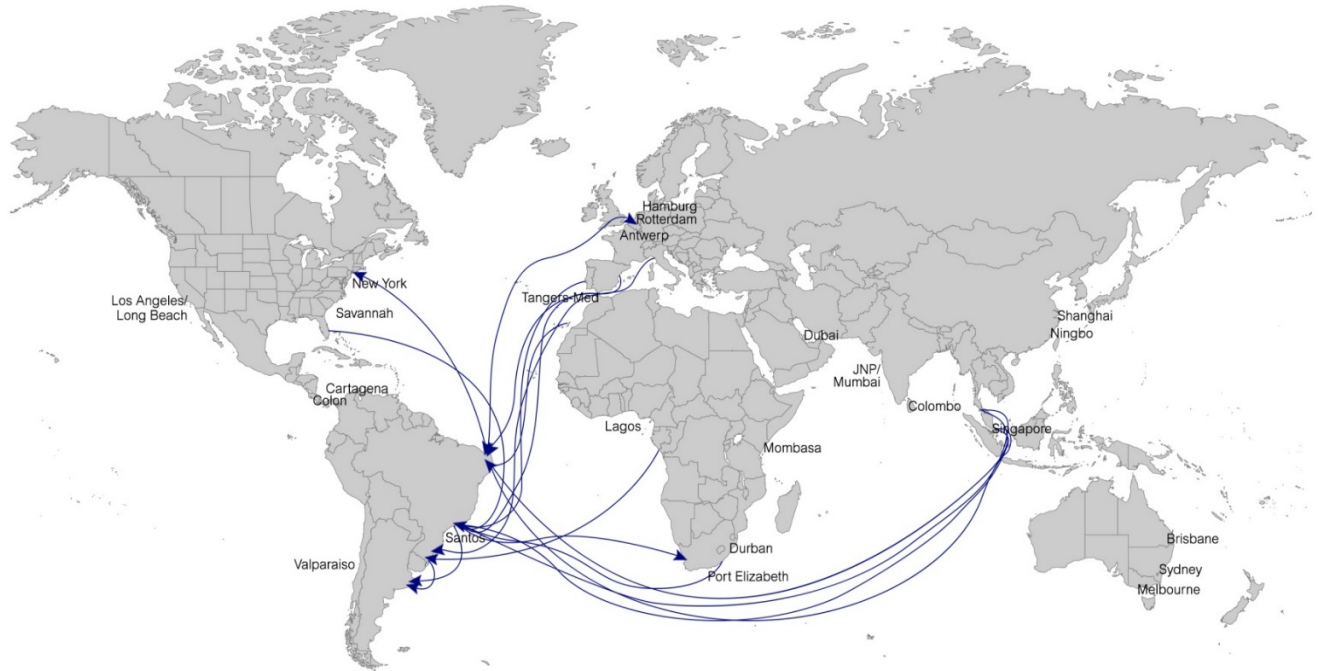 Hamburg
Rotterdam
Antwerp
New York
Tangers-Med
Los Angeles/
Long Beach
Savannah
Shanghai
Ningbo
Dubai
JNP/
Mumbai
Cartagena
Colon
Colombo
Lagos
Singapore
Mombasa
Santos
Durban
Brisbane
Valparaiso
Port Elizabeth
Sydney
Melbourne